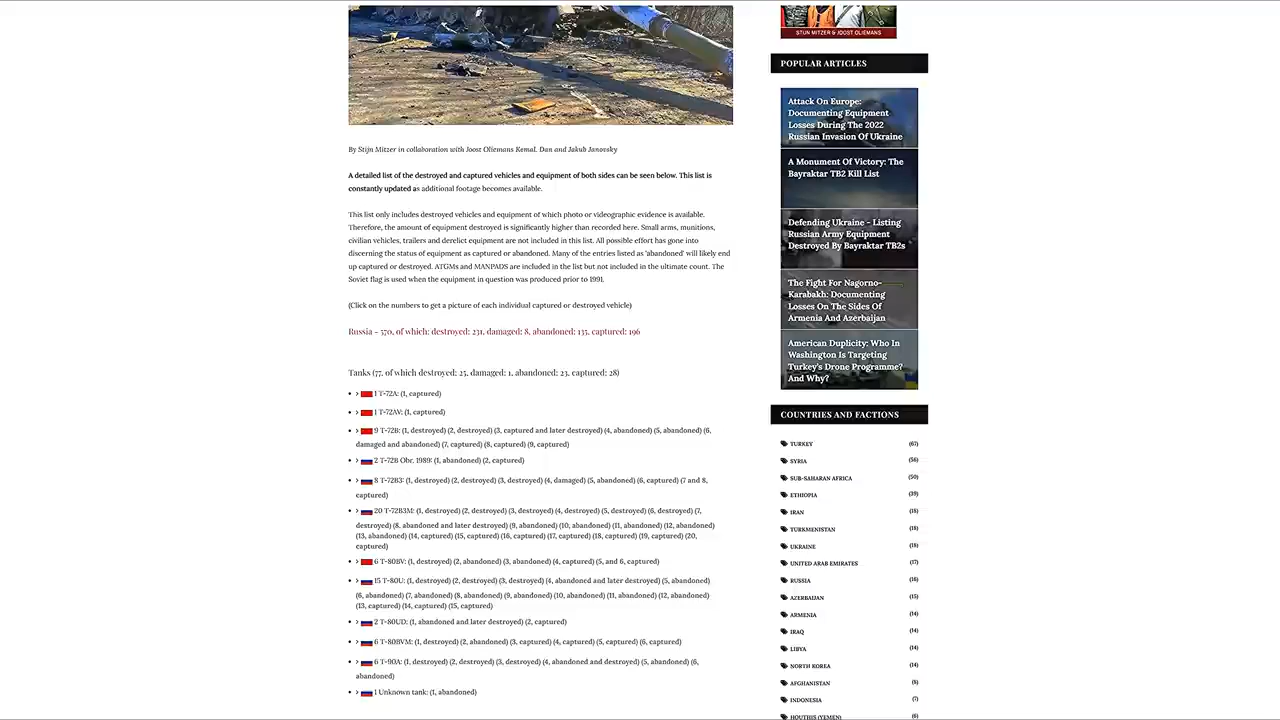 By Stijn Mitzer in collaboration with Joost Oliemans Kemal, Dan and Jakub Janovsky
A detailed list of the destroyed and captured vehicles and equipment of both sides can be seen below. This list is
constantly updated as additional footage becomes available.
This list only includes destroyed vehicles and equipment of which photo or videographic evidence is available.
Therefore, the amount of equipment destroyed is significantly higher than recorded here. Small arms, munitions,
civilian vehicles, trailers and derelict equipment are not included in this list. All possible effort has gone into
discerning the status of equipment as captured or abandoned. Many of the entries listed as 'abandoned' will likely end
up captured or destroyed. ATGMs and MANPADS are included in the list but not included in the ultimate count. The
Soviet flag is used when the equipment in question was produced prior to 1991.
(Click on the numbers to get a picture of each individual captured or destroyed vehicle)
Russia - 570, of which: destroyed: 231, damaged: 8, abandoned: 135, captured: 196
Tanks (77, of which destroyed: 25, damaged: 1, abandoned: 23, captured: 28)
1 T-72A: (1, captured)
1 T-72AV: (1, captured)
9 T-72B: (1, destroyed) (2, destroyed) (3, captured and later destroyed) (4, abandoned) (5, abandoned) (6,
damaged and abandoned) (7, captured) (8, captured) (9, captured)
2 T-72B Obr. 1989: (1, abandoned) (2, captured)
8 T-72B3: (1, destroyed) (2, destroyed) (3, destroyed) (4, damaged) (5, abandoned) (6, captured) (7 and 8,
captured)
20 T-72B3M: (1, destroyed) (2, destroyed) (3, destroyed) (4, destroyed) (5, destroyed) (6, destroyed) (7,
destroyed) (8, abandoned and later destroyed) (9, abandoned) (10, abandoned) (11, abandoned) (12, abandoned)
(13, abandoned) (14, captured) (15, captured) (16, captured) (17, captured) (18, captured) (19, captured) (20,
captured)
6 T-80BV: (1, destroyed) (2, abandoned) (3, abandoned) (4, captured) (5, and 6, captured)
15 T-80U: (1, destroyed) (2, destroyed) (3, destroyed) (4, abandoned and later destroyed) (5, abandoned)
(6, abandoned) (7, abandoned) (8, abandoned) (9, abandoned) (10, abandoned) (11, abandoned) (12, abandoned)
(13, captured) (14, captured) (15, captured)
2 T-80UD: (1, abandoned and later destroyed) (2, captured)
6 T-80BVM: (1, destroyed) (2, abandoned) (3, captured) (4, captured) (5, captured) (6, captured)
6 T-90A: (1, destroyed) (2, destroyed) (3, destroyed) (4, abandoned and destroyed) (5, abandoned) (6,
abandoned)
1 Unknown tank: (1, abandoned)
STIJN MITZER & JOOST OLIEMANS
POPULAR ARTICLES
Attack On Europe:
Documenting Equipment
Losses During The 2022
Russian Invasion Of Ukraine
A Monument Of Victory: The
Bayraktar TB2 Kill List
Defending Ukraine - Listing
Russian Army Equipment
Destroyed By Bayraktar TB2s
The Fight For Nagorno-
Karabakh: Documenting
Losses On The Sides Of
Armenia And Azerbaijan
American Duplicity: Who In
Washington Is Targeting
Turkey's Drone Programme?
And Why?
COUNTRIES AND FACTIONS
TURKEY (67)
SYRIA (56)
SUB-SAHARAN AFRICA (50)
ETHIOPIA (39)
IRAN (18)
TURKMENISTAN (18)
UKRAINE (18)
UNITED ARAB EMIRATES (17)
RUSSIA (16)
AZERBAIJAN (15)
ARMENIA (14)
IRAQ (14)
LIBYA (14)
NORTH KOREA (14)
AFGHANISTAN (8)
INDONESIA (7)
HOUTHIS (YEMEN) (6)